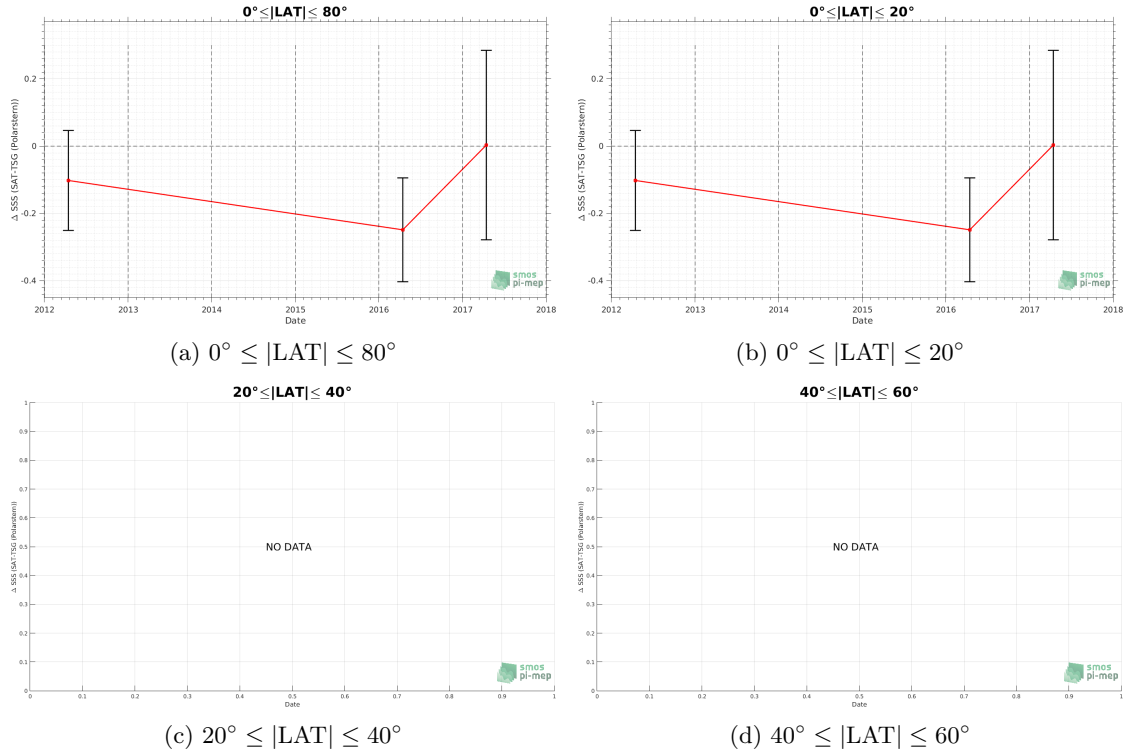 0°≤|LAT|≤ 80°
0.2
0
-0.2
-0.4
Δ SSS (SAT-TSG (Polarstern))
2012 2013 2014 2015 2016 2017 2018
Date
smos
pi-mep
(a) 0° ≤ |LAT| ≤ 80°
0°≤|LAT|≤ 20°
0.2
0
-0.2
-0.4
Δ SSS (SAT-TSG (Polarstern))
2012 2013 2014 2015 2016 2017 2018
Date
smos
pi-mep
(b) 0° ≤ |LAT| ≤ 20°
20°≤|LAT|≤ 40°
1
0.9
0.8
0.7
0.6
0.5
0.4
0.3
0.2
0.1
0
Δ SSS (SAT-TSG (Polarstern))
NO DATA
0 0.1 0.2 0.3 0.4 0.5 0.6 0.7 0.8 0.9 1
Date
smos
pi-mep
(c) 20° ≤ |LAT| ≤ 40°
40°≤|LAT|≤ 60°
1
0.9
0.8
0.7
0.6
0.5
0.4
0.3
0.2
0.1
0
Δ SSS (SAT-TSG (Polarstern))
NO DATA
0 0.1 0.2 0.3 0.4 0.5 0.6 0.7 0.8 0.9 1
Date
smos
pi-mep
(d) 40° ≤ |LAT| ≤ 60°